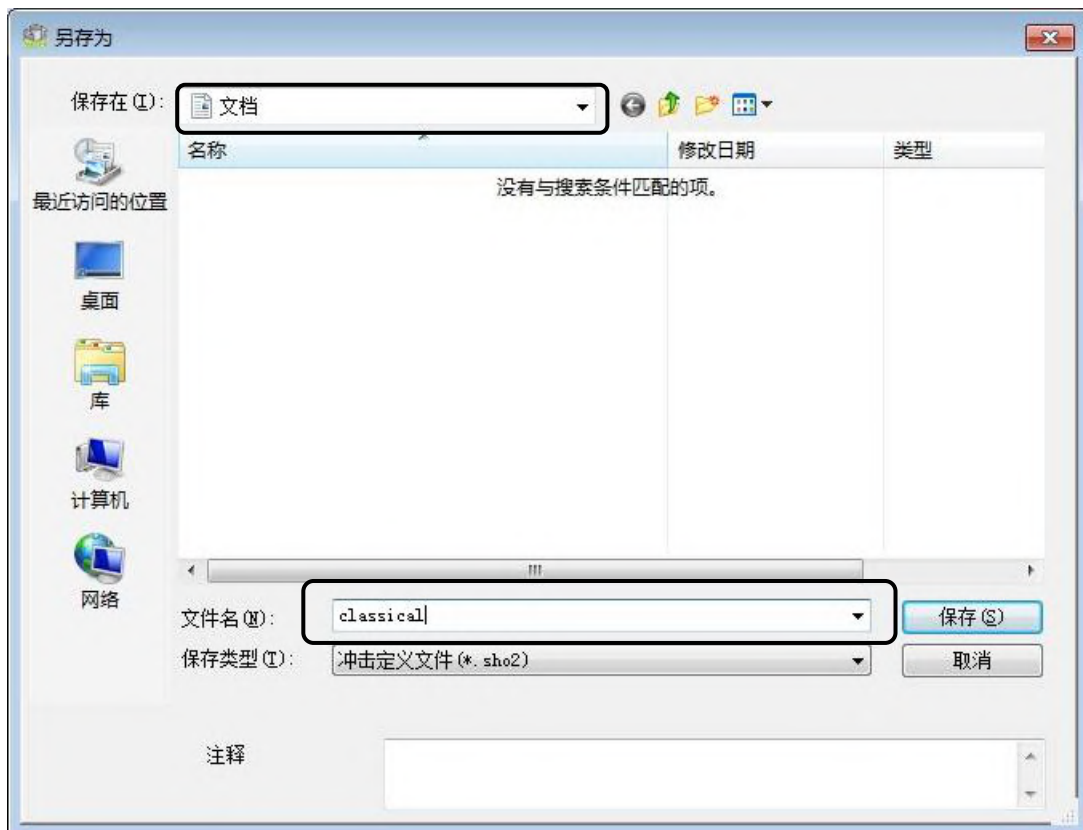 另存为
保存在(I):
文档
名称 修改日期 类型
没有与搜索条件匹配的项。
最近访问的位置
桌面
库
计算机
网络
文件名(N): classical 保存(S)
保存类型(T): 冲击定义文件(*.sho2) 取消
注释